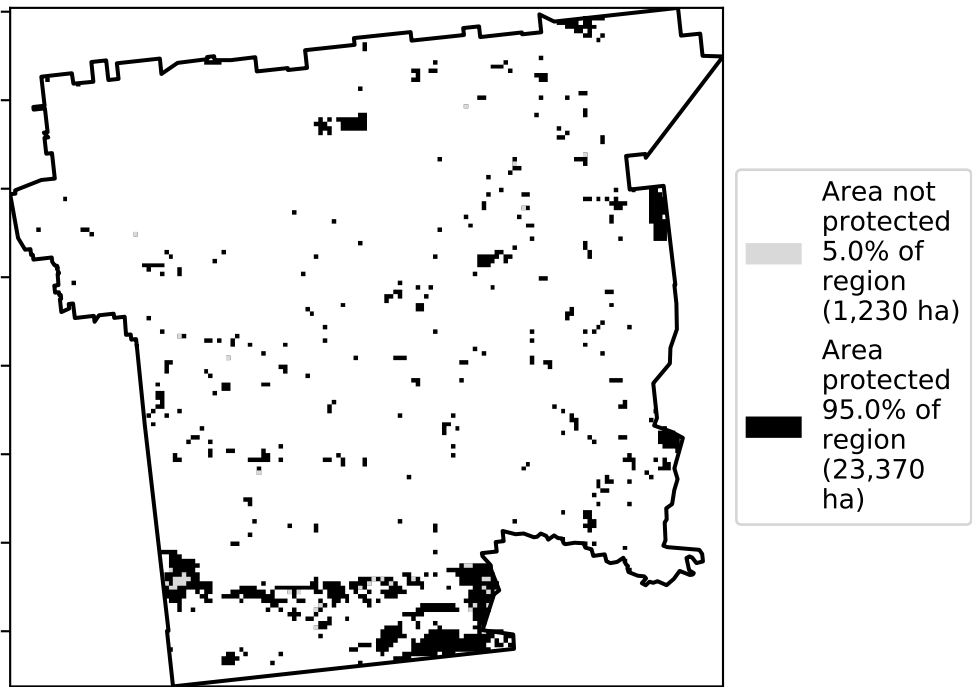 Area not
protected
5.0% of
region
(1,230 ha)
Area
protected
95.0% of
region
(23,370
ha)